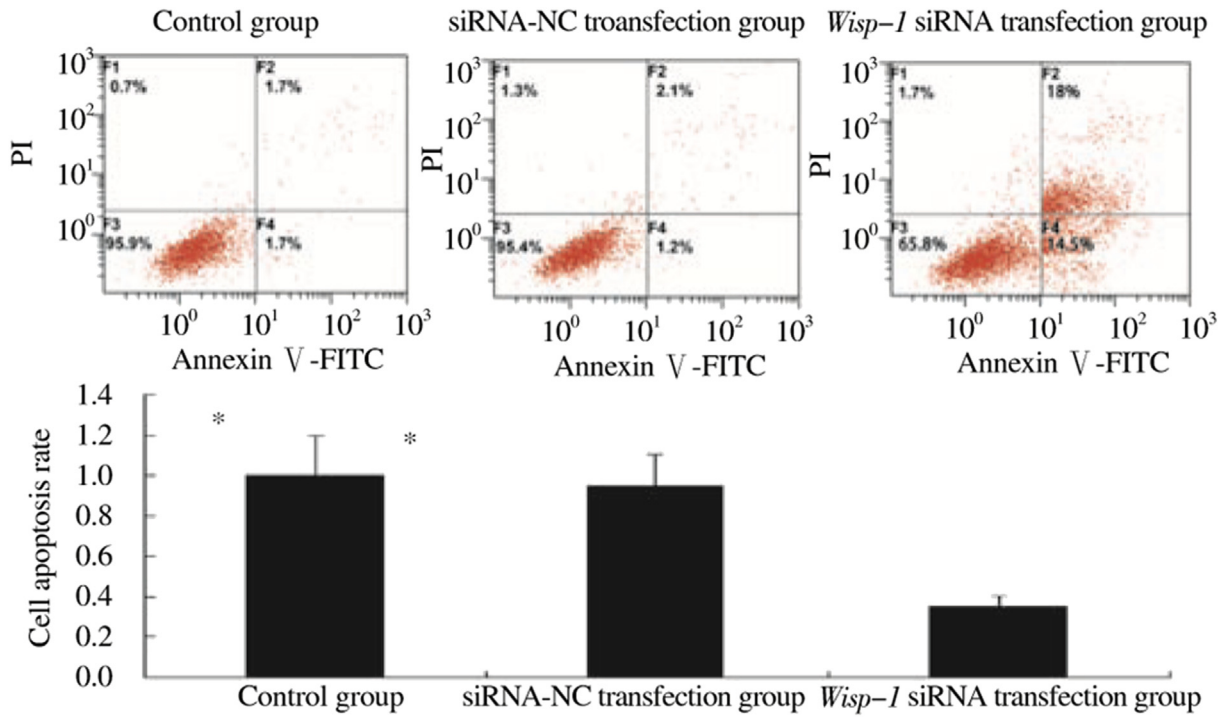 Control group
siRNA-NC troansfection group
Wisp-1 siRNA transfection group
PI
10³
10²
10¹
10⁰
F1
0.7%
F2
1.7%
F3
95.9%
F4
1.7%
10⁰ 10¹ 10² 10³
Annexin Ⅴ-FITC
PI
10³
10²
10¹
10⁰
F1
1.3%
F2
2.1%
F3
95.4%
F4
1.2%
10⁰ 10¹ 10² 10³
Annexin Ⅴ-FITC
PI
10³
10²
10¹
10⁰
F1
1.7%
F2
18%
F3
65.8%
F4
14.5%
10⁰ 10¹ 10² 10³
Annexin Ⅴ-FITC
Cell apoptosis rate
1.4
1.2
1.0
0.8
0.6
0.4
0.2
0.0
*
*
Control group
siRNA-NC transfection group
Wisp-1 siRNA transfection group